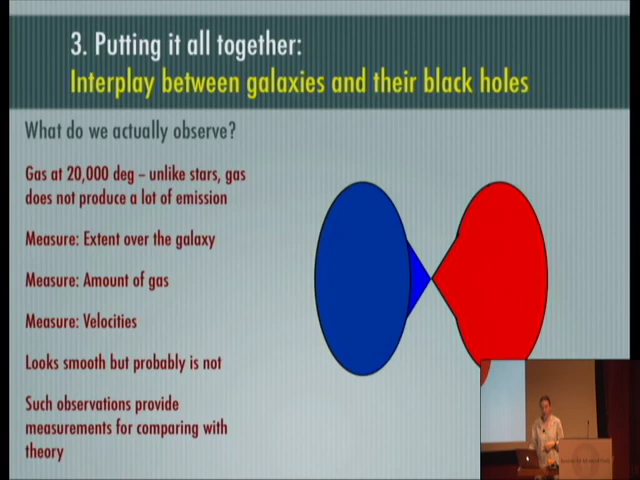 3. Putting it all together:
Interplay between galaxies and their black holes
What do we actually observe?
Gas at 20,000 deg – unlike stars, gas
does not produce a lot of emission
Measure: Extent over the galaxy
Measure: Amount of gas
Measure: Velocities
Looks smooth but probably is not
Such observations provide
measurements for comparing with
theory